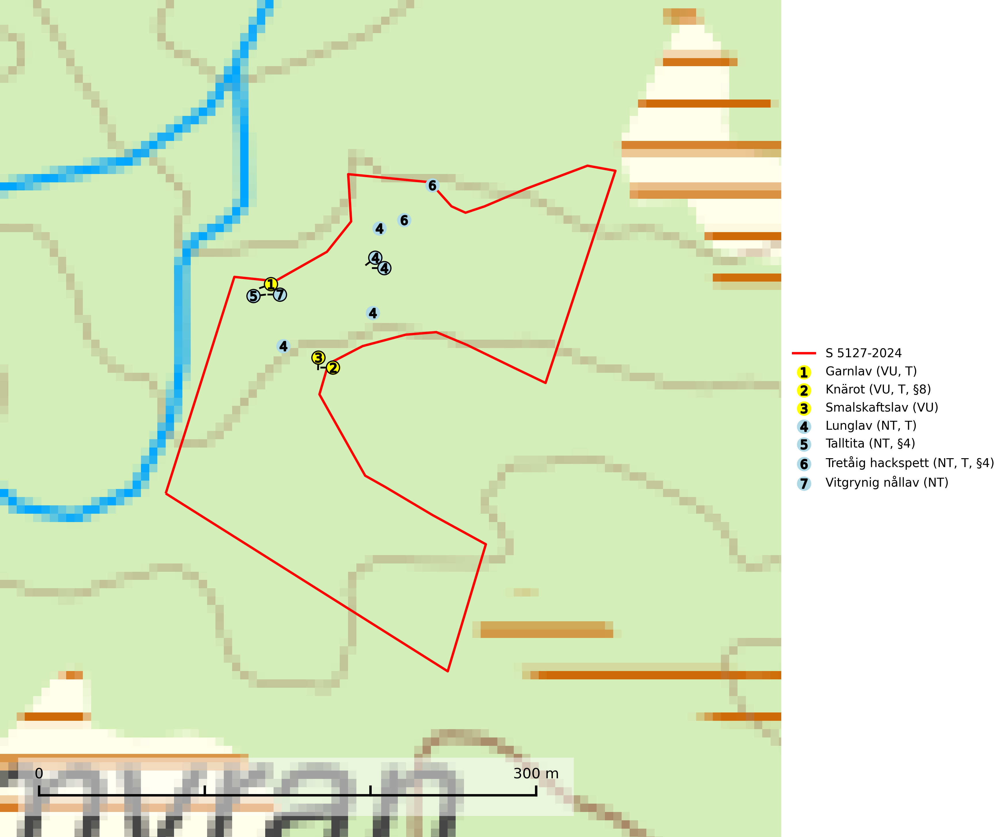 6
6
4
4
4
1
5
7
4
4
3
2
S 5127-2024
1 Garnlav (VU, T)
2 Knärot (VU, T, §8)
3 Smalskaftslav (VU)
4 Lunglav (NT, T)
5 Talltita (NT, §4)
6 Tretåig hackspett (NT, T, §4)
7 Vitgrynig nållav (NT)
0 300 m